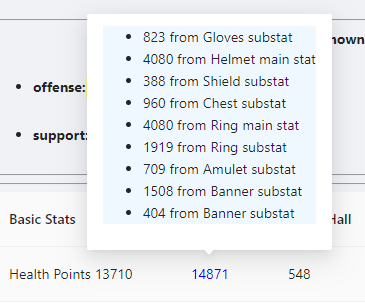 823 from Gloves substat
4080 from Helmet main stat
388 from Shield substat
960 from Chest substat
4080 from Ring main stat
1919 from Ring substat
709 from Amulet substat
1508 from Banner substat
404 from Banner substat
offense:
support:
Basic Stats
Health Points 13710 14871 548